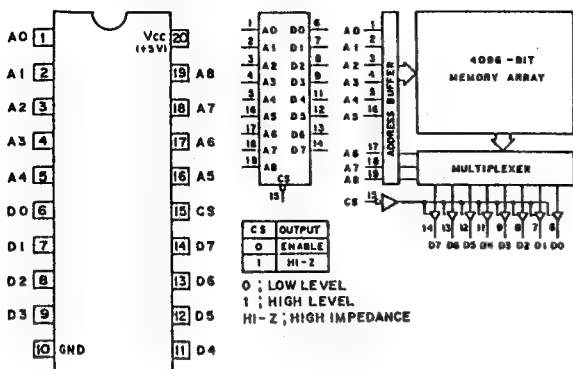 A0 1
A1 2
A2 3
A3 4
A4 5
D0 6
D1 7
D2 8
D3 9
10 GND
Vcc 20
(+5V)
19 A8
18 A7
17 A6
16 A5
15 CS
14 D7
13 D6
12 D5
11 D4
1 A0 D0 6
2 A1 D1 7
3 A2 D2 8
4 A3 D3 9
5 A4 D4 11
16 A5 D5 12
17 A6 D6 13
18 A7 D7 14
19 A8
CS
15
CS OUTPUT
0 ENABLE
1 HI-Z
0 ; LOW LEVEL
1 ; HIGH LEVEL
HI-Z ; HIGH IMPEDANCE
A0 1
A1 2
A2 3
A3 4
A4 5
A5 16
A6 17
A7 18
A8 19
CS 15
ADDRESS BUFFER
4096-BIT
MEMORY ARRAY
MULTIPLEXER
14 13 12 11 9 8 7 6
D7 D6 D5 D4 D3 D2 D1 D0